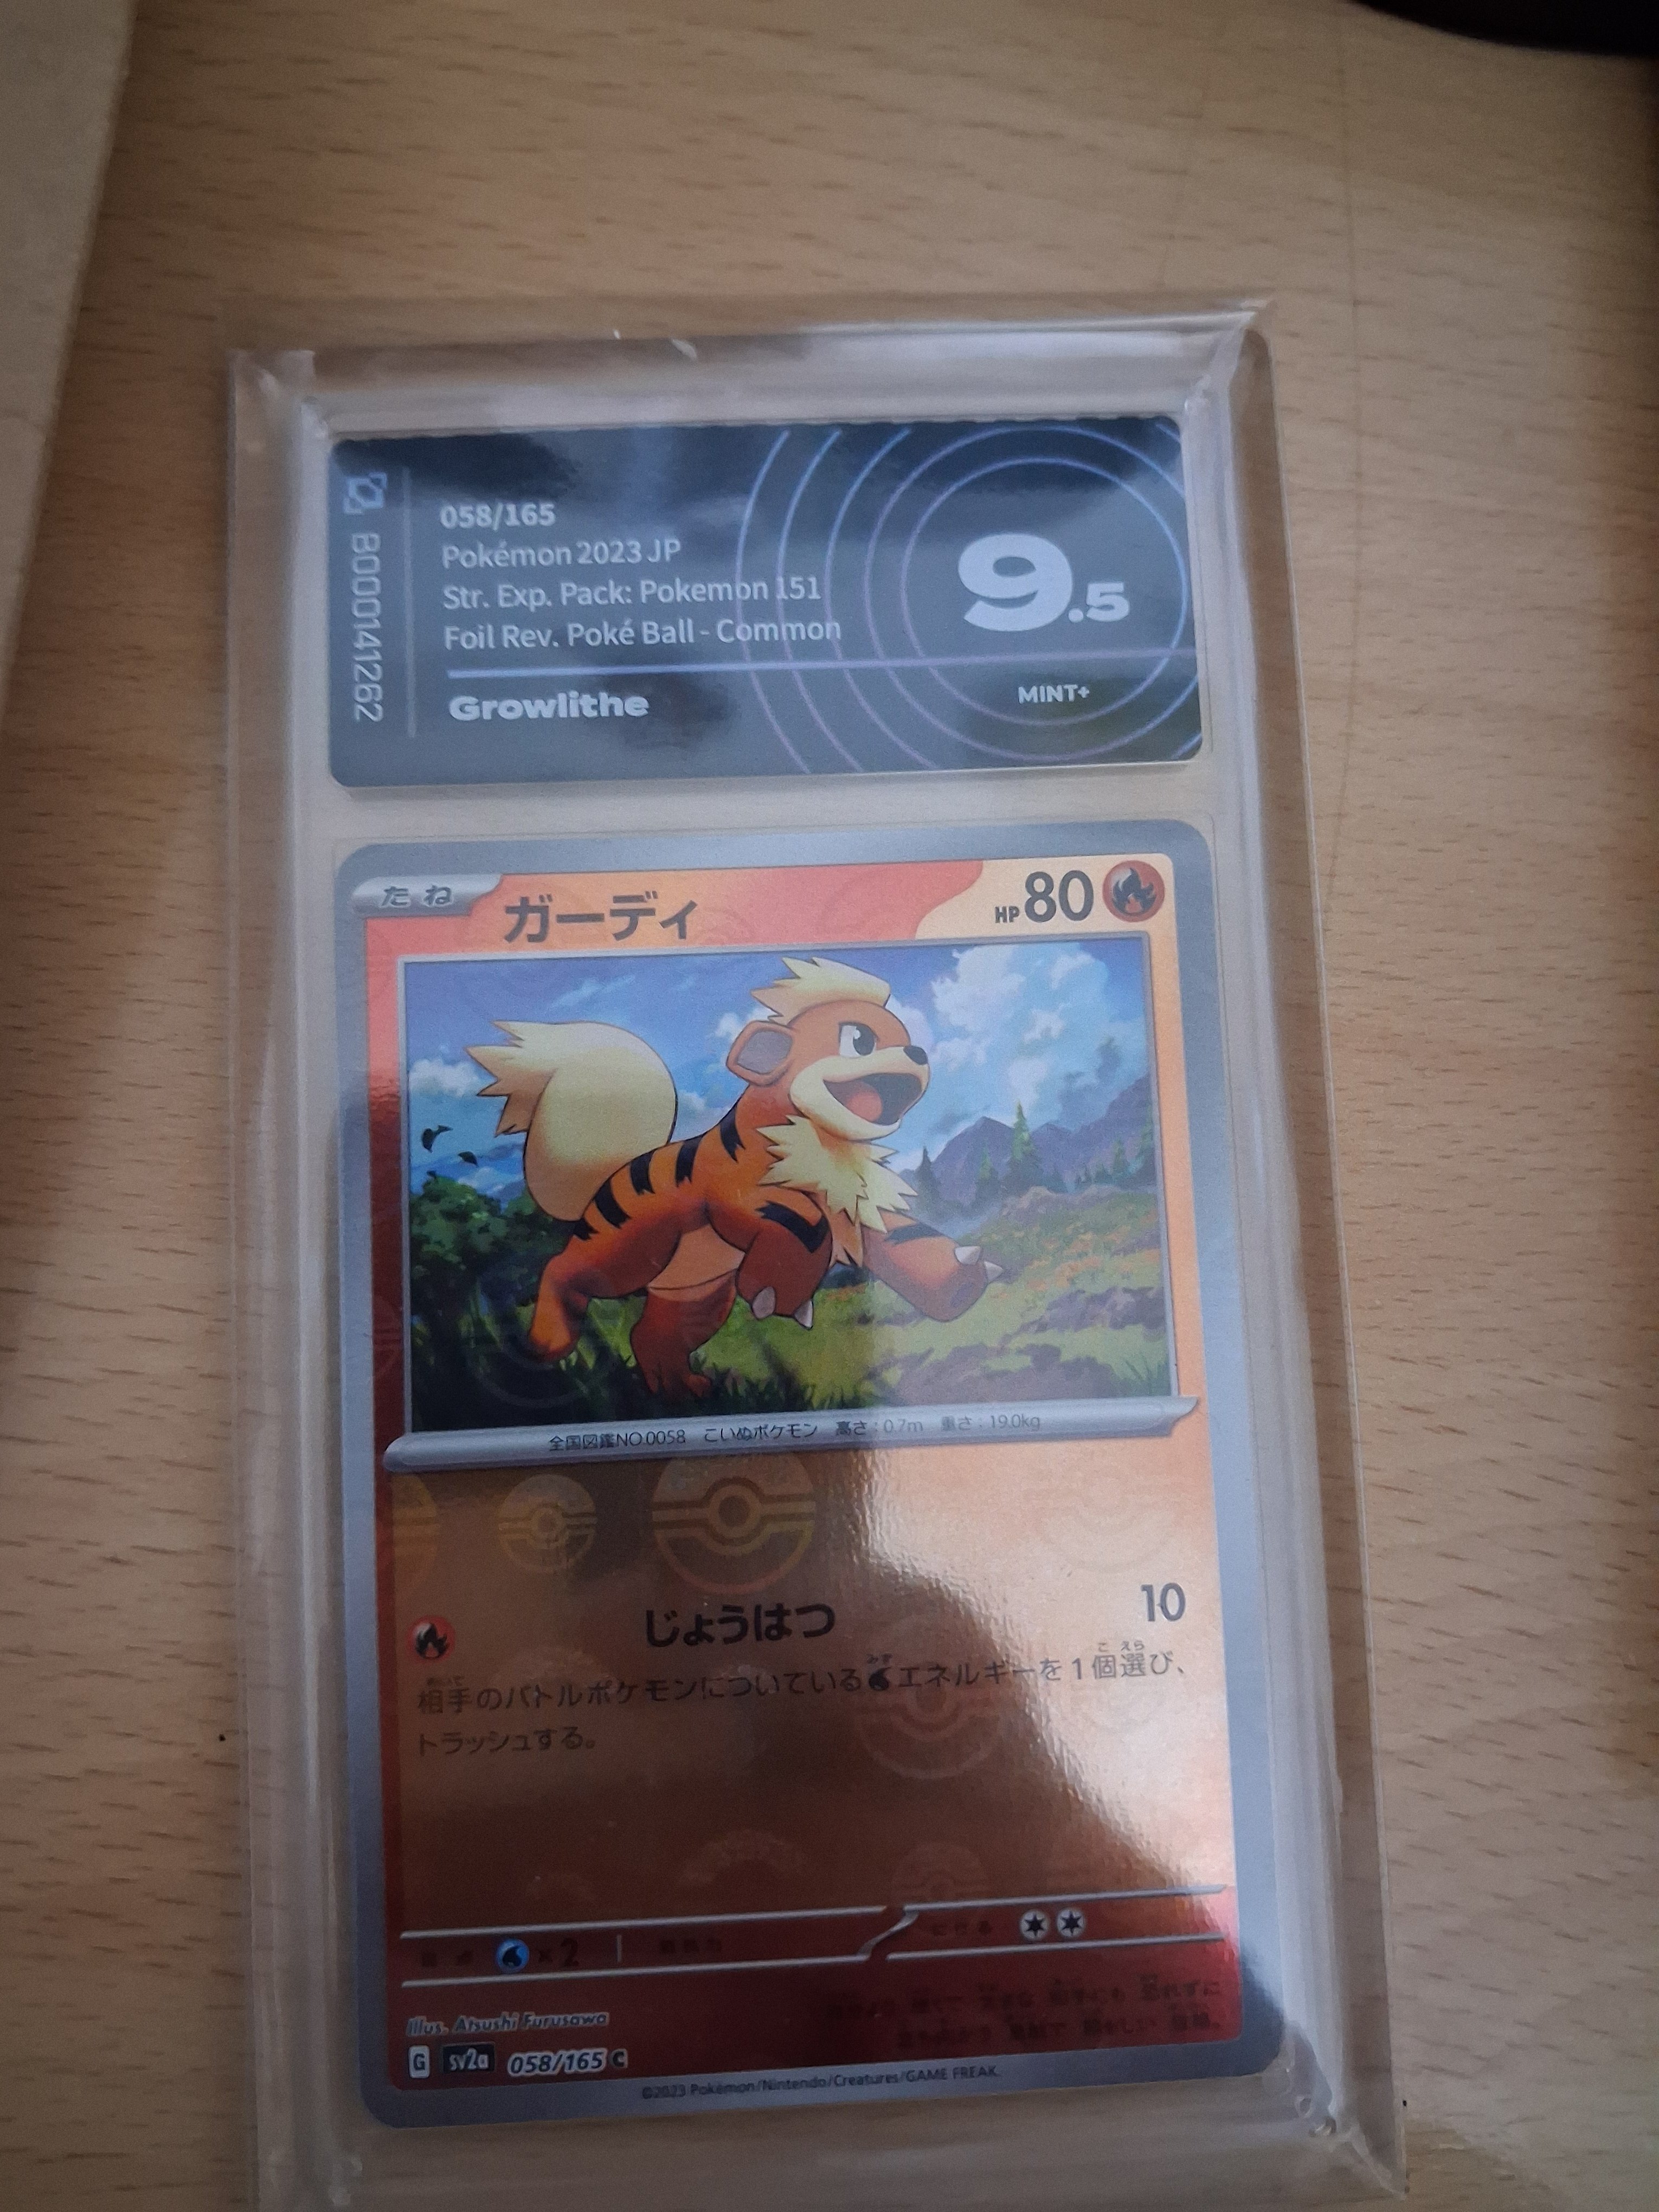 B000141262
058/165
Pokémon 2023 JP
Str. Exp. Pack: Pokemon 151
Foil Rev. Poké Ball - Common
Growlithe
9.5
MINT+
たね
ガーディ
HP80
全国図鑑NO.0058 こいぬポケモン 高さ:0.7m 重さ:19.0kg
じょうはつ 10
相手のバトルポケモンについているエネルギーを1個選び、
トラッシュする。
×2
にげる
Illus. Atsushi Furusawa
G sv2a 058/165 C
©2023 Pokémon/Nintendo/Creatures/GAME FREAK.